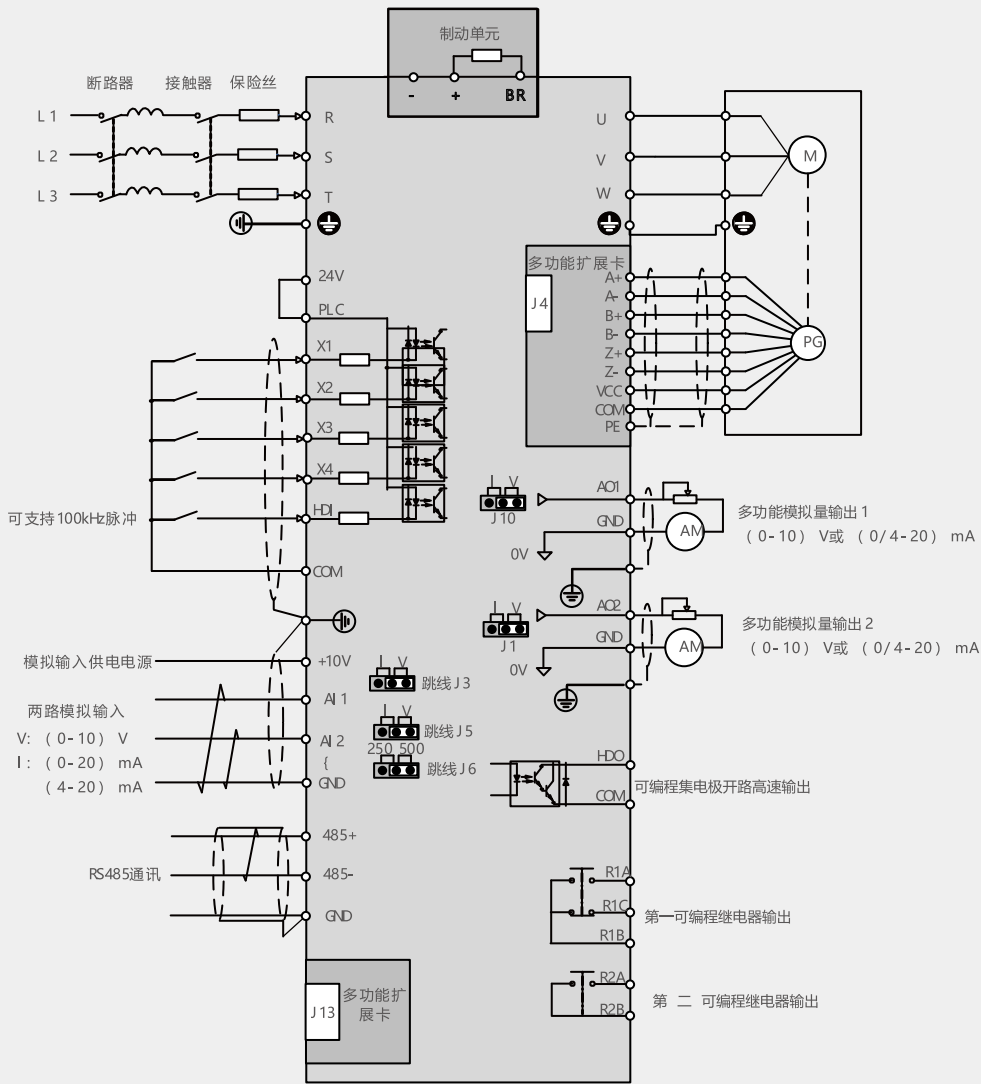 制动单元
- + BR
断路器 接触器 保险丝
L1
L2
L3
R
S
T
U
V
W
M
24V
PLC
X1
X2
X3
X4
HDI
COM
可支持100kHz脉冲
多功能扩展卡
J4
A+
A-
B+
B-
Z+
Z-
VCC
COM
PE
PG
I V
J10
AO1
GND
0V
AM
多功能模拟量输出1
(0-10) V或 (0/4-20) mA
I V
J1
AO2
GND
0V
AM
多功能模拟量输出2
(0-10) V或 (0/4-20) mA
模拟输入供电电源
+10V
两路模拟输入
V: (0-10) V
I: (0-20) mA
(4-20) mA
AI1
AI2
{
GND
I V
跳线J3
I V
跳线J5
250 500
跳线J6
HDO
COM
可编程集电极开路高速输出
RS485通讯
485+
485-
GND
R1A
R1C
R1B
第一可编程继电器输出
R2A
R2B
第 二 可编程继电器输出
J13
多功能扩
展卡